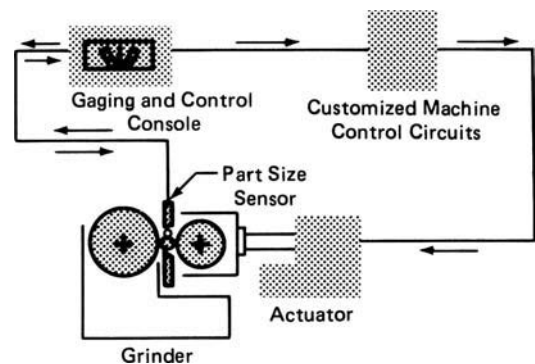 Gaging and Control
Console
Customized Machine
Control Circuits
Part Size
Sensor
Actuator
Grinder